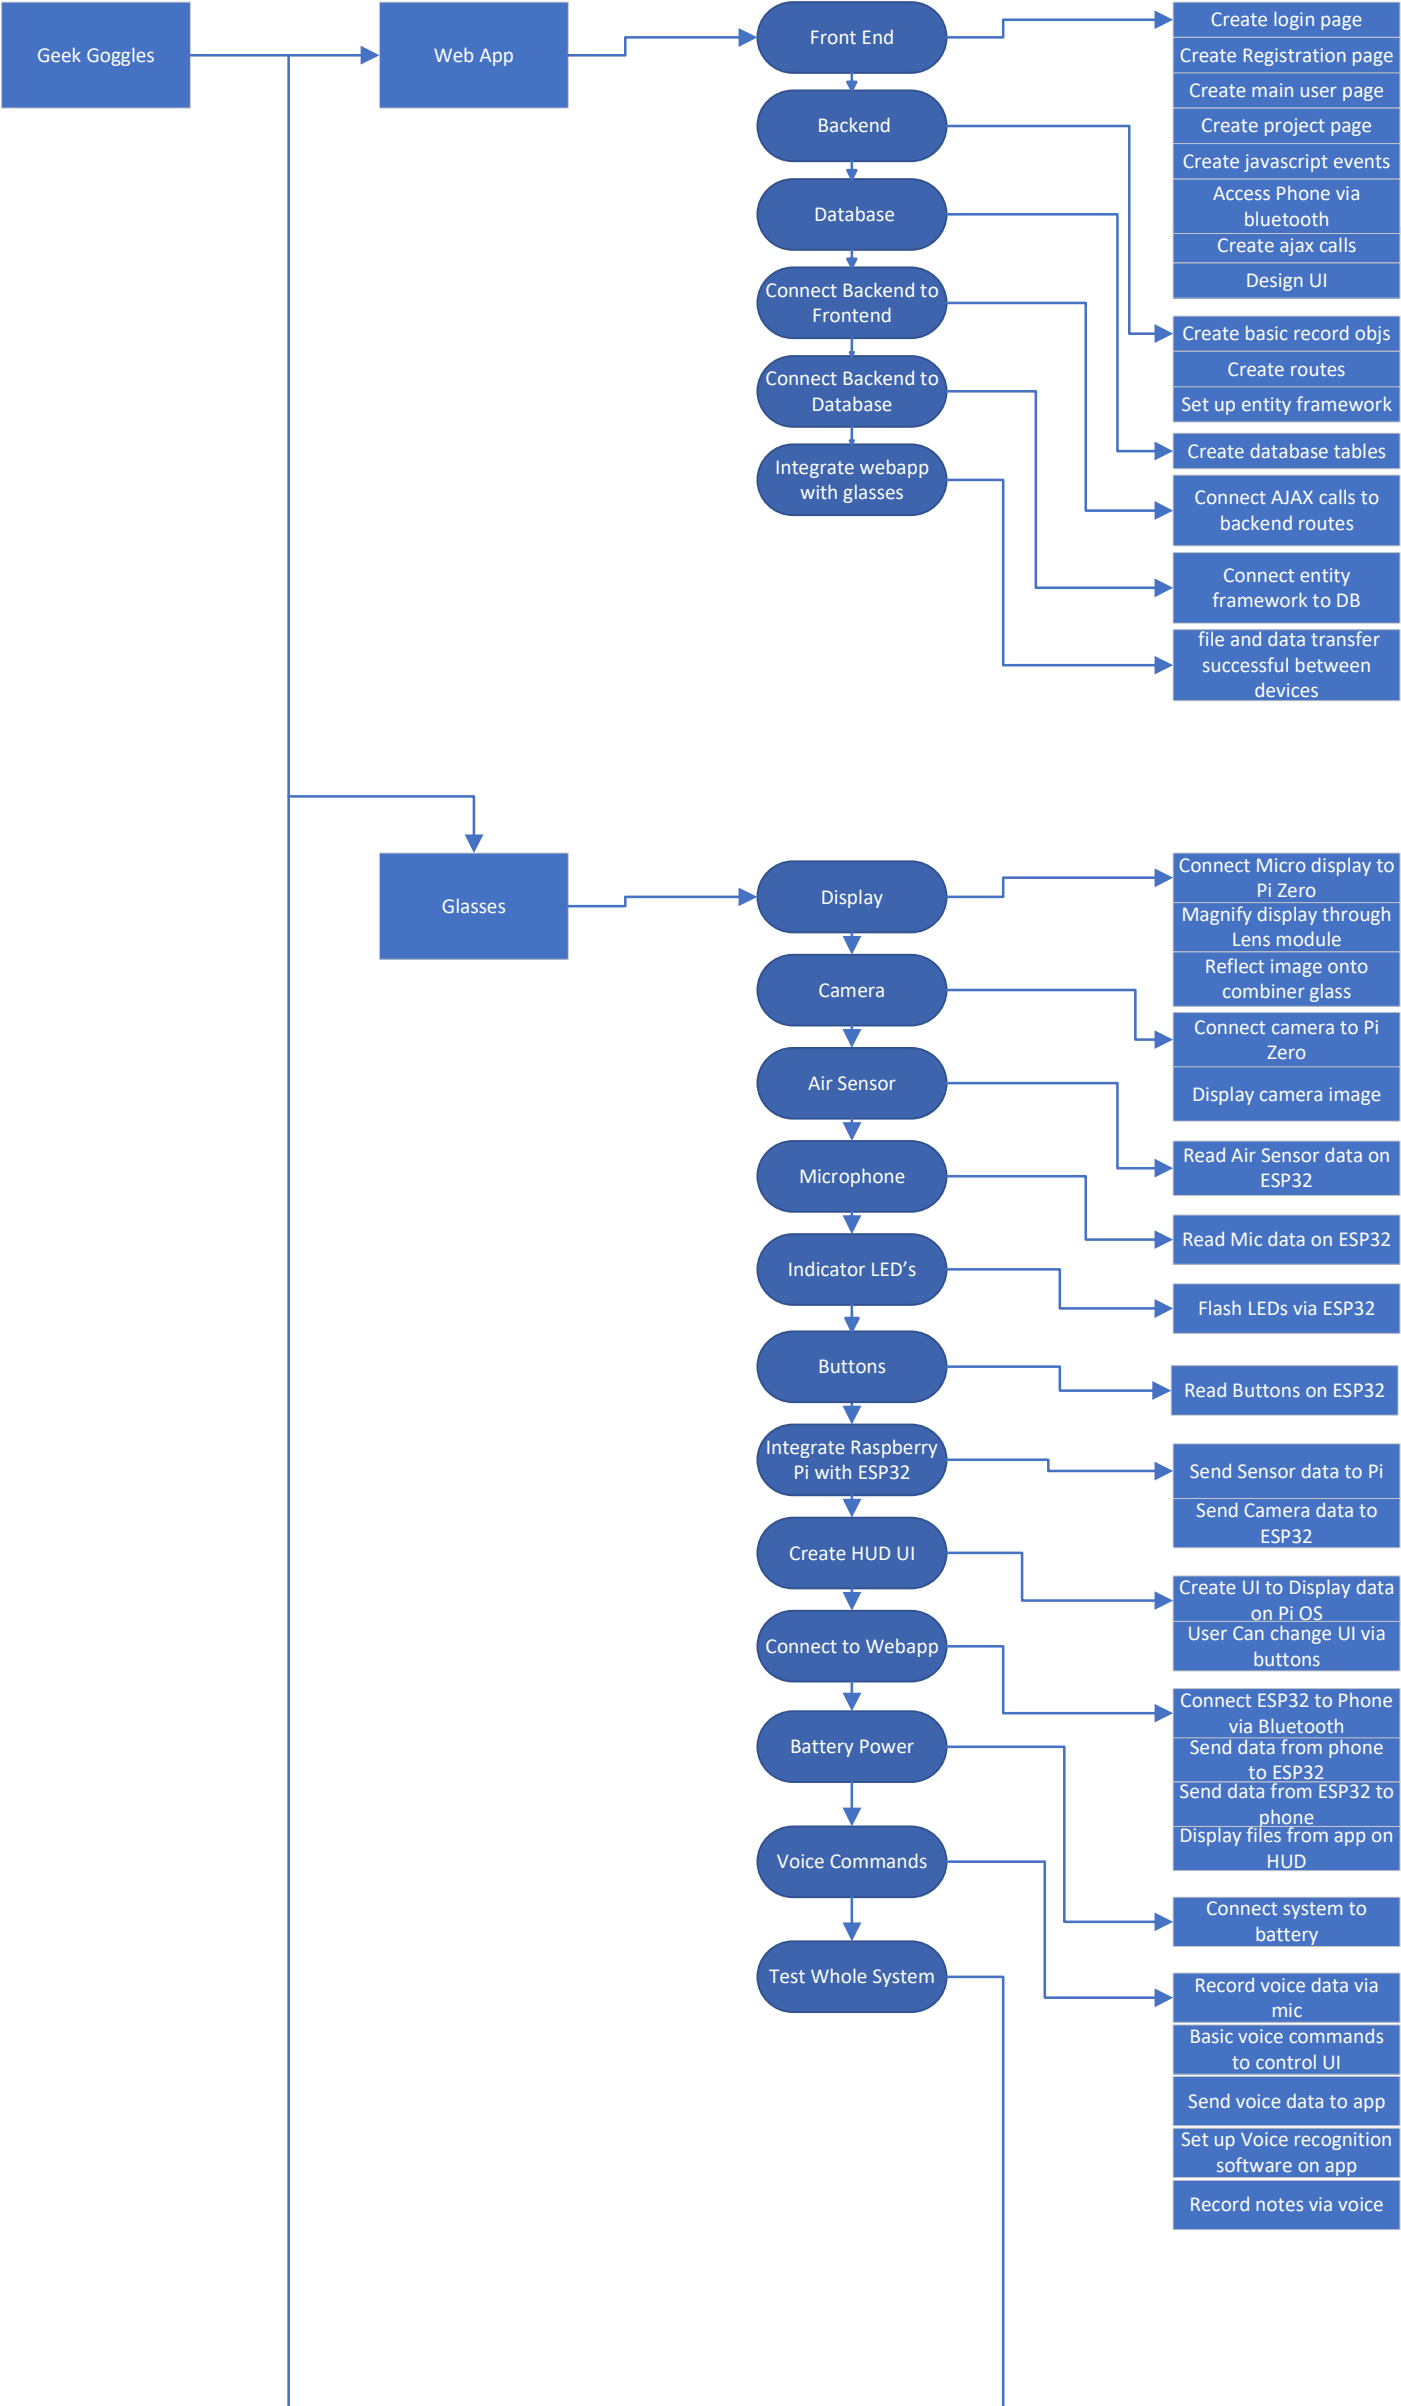 Geek Goggles
Web App
Front End
Backend
Database
Connect Backend to
Frontend
Connect Backend to
Database
Integrate webapp
with glasses
Create login page
Create Registration page
Create main user page
Create project page
Create javascript events
Access Phone via
bluetooth
Create ajax calls
Design UI
Create basic record objs
Create routes
Set up entity framework
Create database tables
Connect AJAX calls to
backend routes
Connect entity
framework to DB
file and data transfer
successful between
devices
Glasses
Display
Camera
Air Sensor
Microphone
Indicator LED’s
Buttons
Integrate Raspberry
Pi with ESP32
Create HUD UI
Connect to Webapp
Battery Power
Voice Commands
Test Whole System
Connect Micro display to
Pi Zero
Magnify display through
Lens module
Reflect image onto
combiner glass
Connect camera to Pi
Zero
Display camera image
Read Air Sensor data on
ESP32
Read Mic data on ESP32
Flash LEDs via ESP32
Read Buttons on ESP32
Send Sensor data to Pi
Send Camera data to
ESP32
Create UI to Display data
on Pi OS
User Can change UI via
buttons
Connect ESP32 to Phone
via Bluetooth
Send data from phone
to ESP32
Send data from ESP32 to
phone
Display files from app on
HUD
Connect system to
battery
Record voice data via
mic
Basic voice commands
to control UI
Send voice data to app
Set up Voice recognition
software on app
Record notes via voice